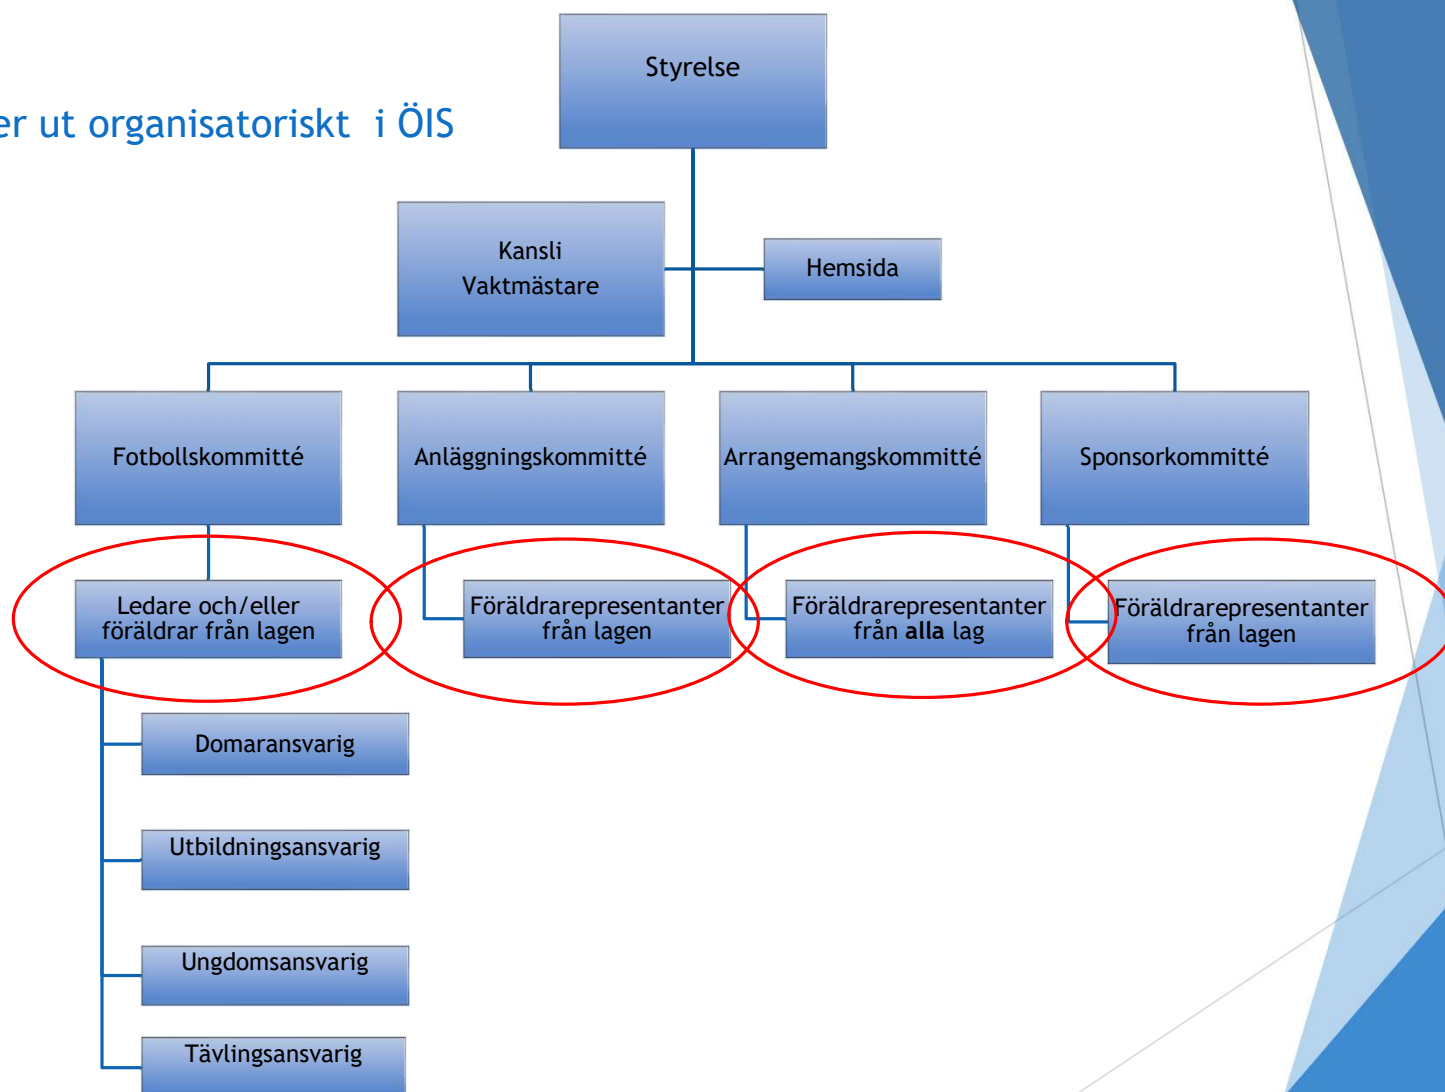 Styrelse
er ut organisatoriskt i ÖIS
Kansli
Vaktmästare
Hemsida
Fotbollskommitté
Anläggningskommitté
Arrangemangskommitté
Sponsorkommitté
Ledare och/eller
föräldrar från lagen
Föräldrarepresentanter
från lagen
Föräldrarepresentanter
från alla lag
Föräldrarepresentanter
från lagen
Domaransvarig
Utbildningsansvarig
Ungdomsansvarig
Tävlingsansvarig